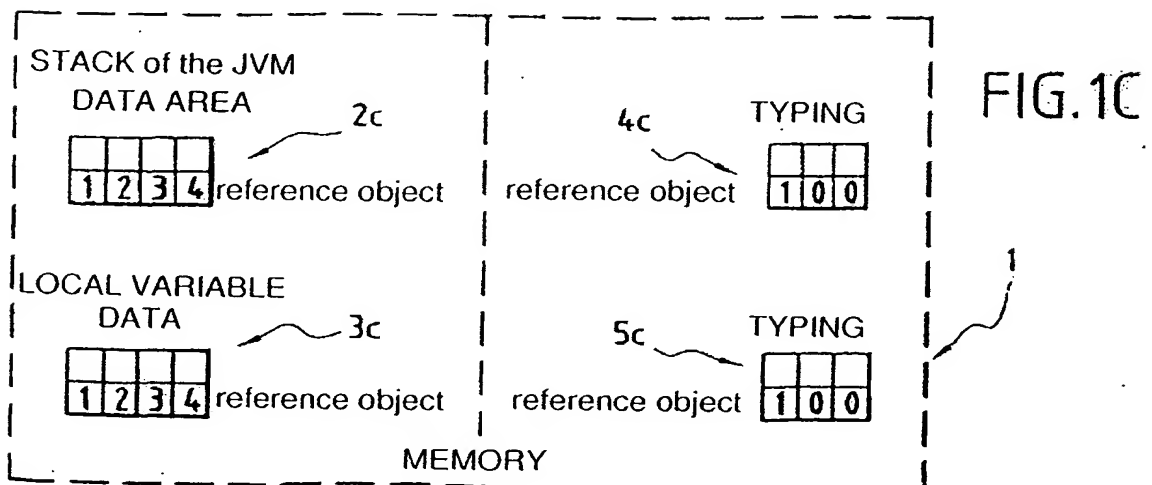 STACK of the JVM
DATA AREA
2c
1 2 3 4 reference object
4c
TYPING
reference object 1 0 0
FIG.1C
LOCAL VARIABLE
DATA
3c
1 2 3 4 reference object
5c
TYPING
reference object 1 0 0
1
MEMORY